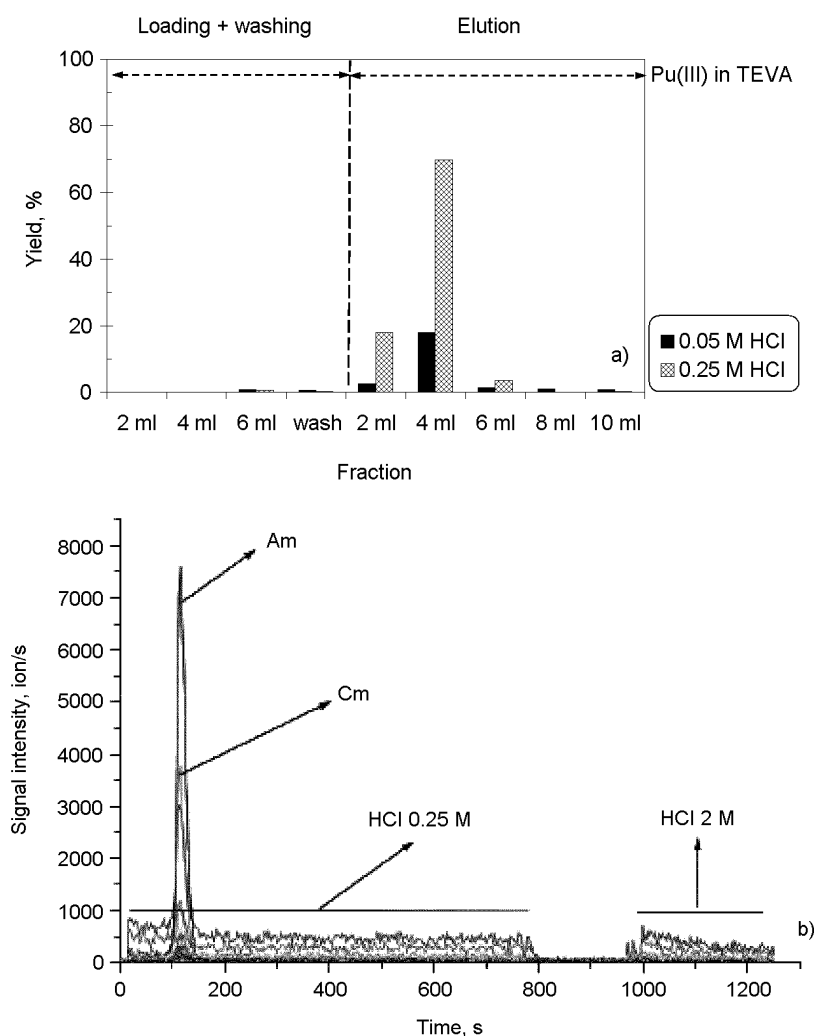 Loading + washing
Elution
100
80
60
40
20
0
Yield, %
Pu(III) in TEVA
a)
0.05 M HCl
0.25 M HCl
2 ml 4 ml 6 ml wash 2 ml 4 ml 6 ml 8 ml 10 ml
Fraction
8000
7000
6000
5000
4000
3000
2000
1000
0
Signal intensity, ion/s
Am
Cm
HCl 0.25 M
HCl 2 M
b)
0 200 400 600 800 1000 1200
Time, s